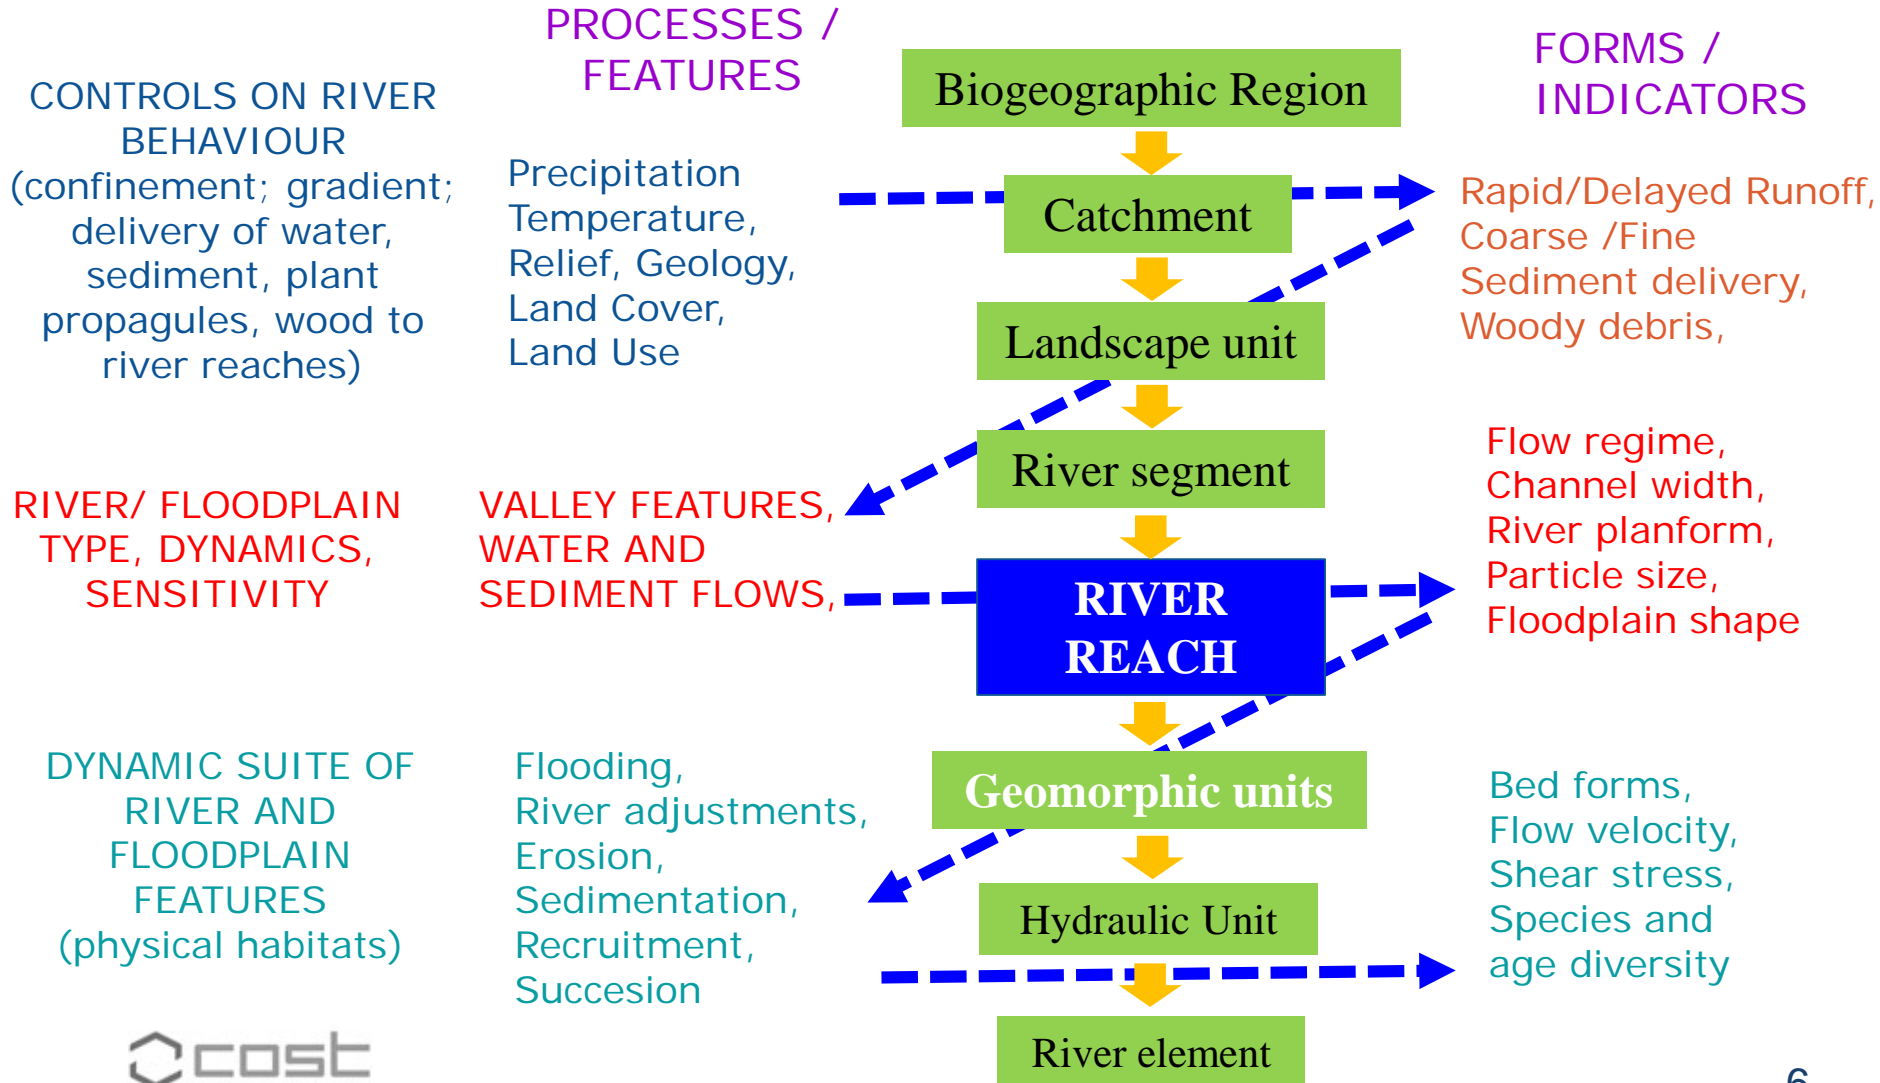 PROCESSES /
FEATURES
FORMS /
INDICATORS
CONTROLS ON RIVER
BEHAVIOUR
(confinement; gradient;
delivery of water,
sediment, plant
propagules, wood to
river reaches)
Precipitation
Temperature,
Relief, Geology,
Land Cover,
Land Use
Biogeographic Region
Catchment
Landscape unit
Rapid/Delayed Runoff,
Coarse /Fine
Sediment delivery,
Woody debris,
RIVER/ FLOODPLAIN
TYPE, DYNAMICS,
SENSITIVITY
VALLEY FEATURES,
WATER AND
SEDIMENT FLOWS,
River segment
RIVER
REACH
Flow regime,
Channel width,
River planform,
Particle size,
Floodplain shape
DYNAMIC SUITE OF
RIVER AND
FLOODPLAIN
FEATURES
(physical habitats)
Flooding,
River adjustments,
Erosion,
Sedimentation,
Recruitment,
Succesion
Geomorphic units
Hydraulic Unit
River element
Bed forms,
Flow velocity,
Shear stress,
Species and
age diversity
cost
6